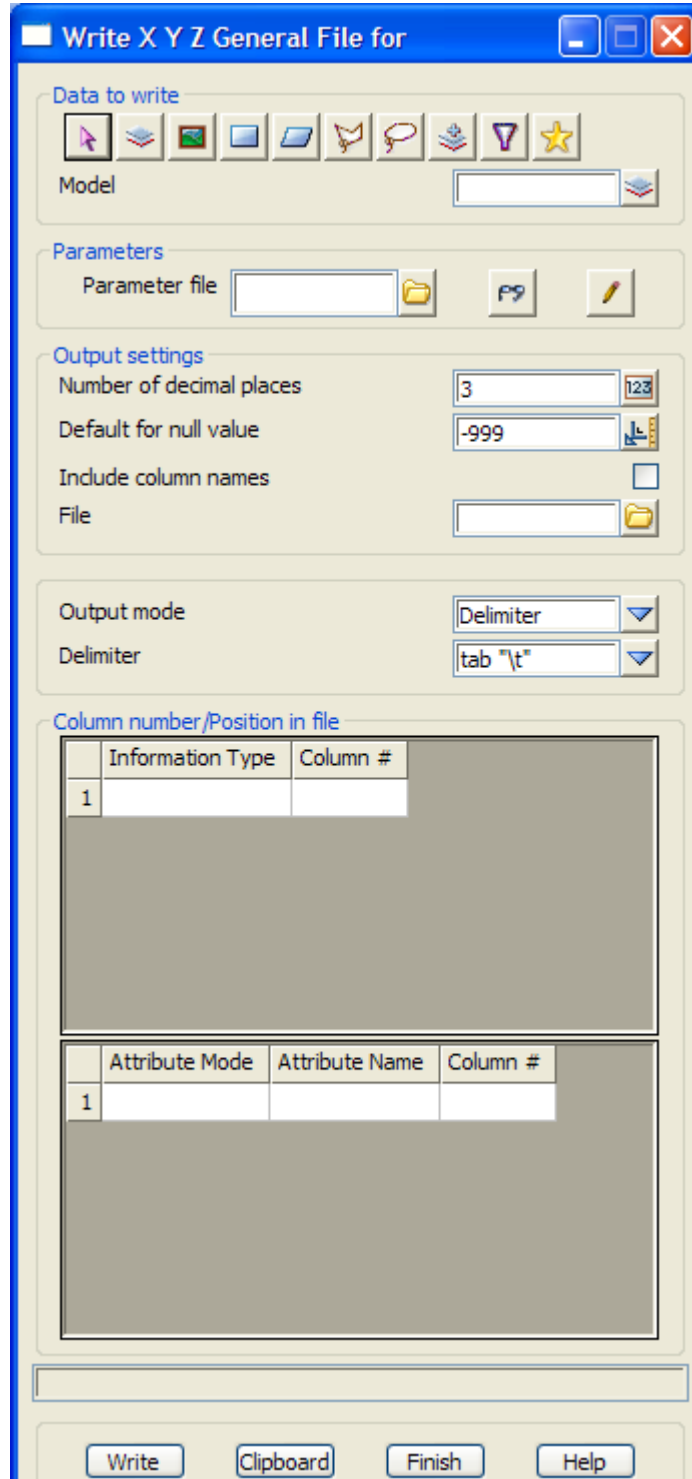 Write X Y Z General File for
Data to write
Model
Parameters
Parameter file
Output settings
Number of decimal places 3 123
Default for null value -999
Include column names
File
Output mode Delimiter
Delimiter tab "\t"
Column number/Position in file
Information Type Column #
1
Attribute Mode Attribute Name Column #
1
Write Clipboard Finish Help